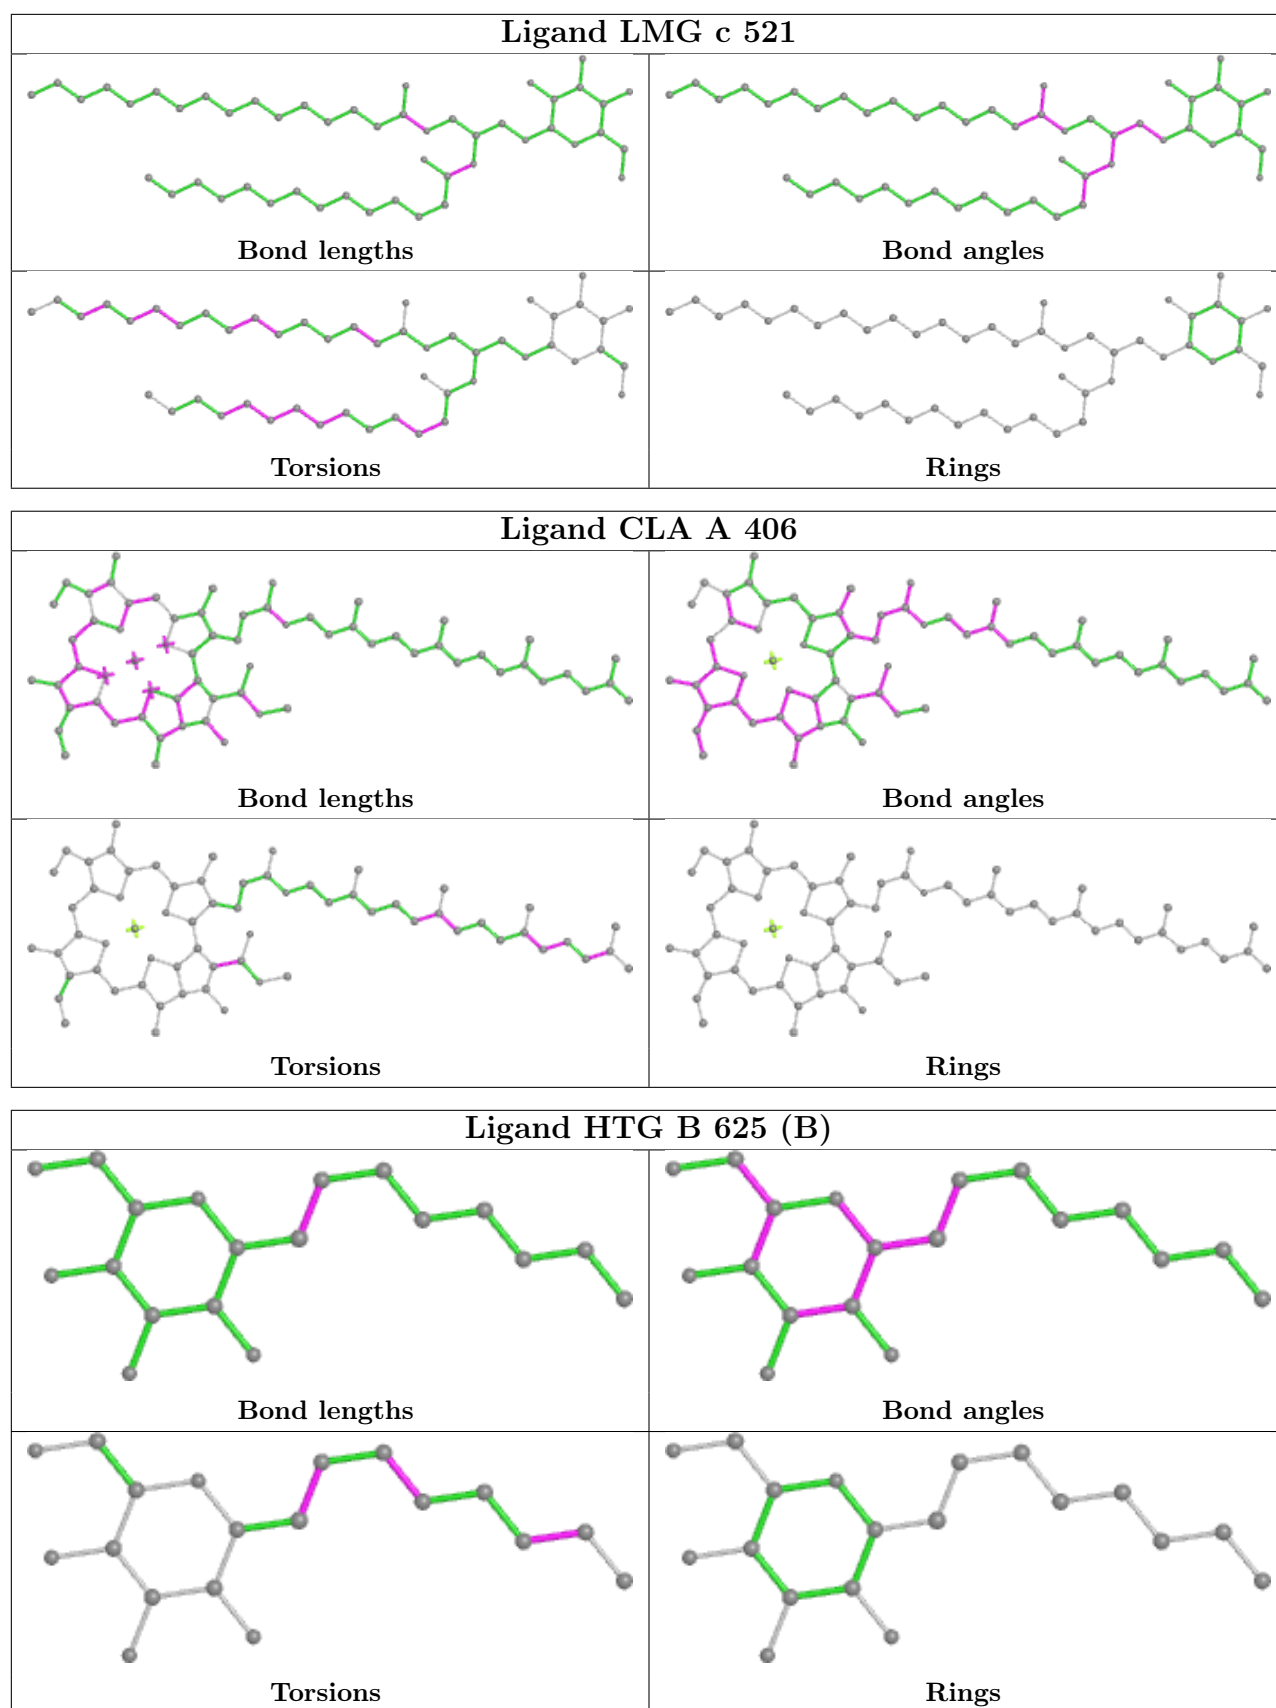 Ligand LMG c 521
Bond lengths
Bond angles
Torsions
Rings
Ligand CLA A 406
Bond lengths
Bond angles
Torsions
Rings
Ligand HTG B 625 (B)
Bond lengths
Bond angles
Torsions
Rings